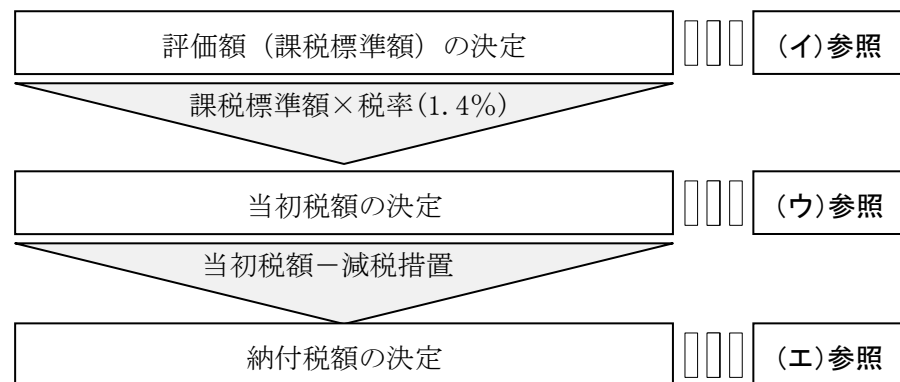 評価額（課税標準額）の決定 (イ)参照
課税標準額×税率(1.4%)
当初税額の決定 (ウ)参照
当初税額－減税措置
納付税額の決定 (エ)参照